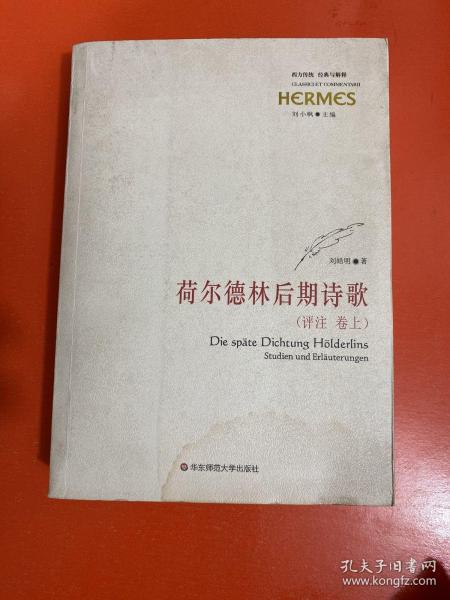 西方传统 经典与解释
CLASSICI ET COMMENTARII
HERMES
刘小枫●主编
刘皓明●著
荷尔德林后期诗歌
(评注 卷上)
Die späte Dichtung Hölderlins
Studien und Erläuterungen
华东师范大学出版社
孔夫子旧书网
www.kongfz.com